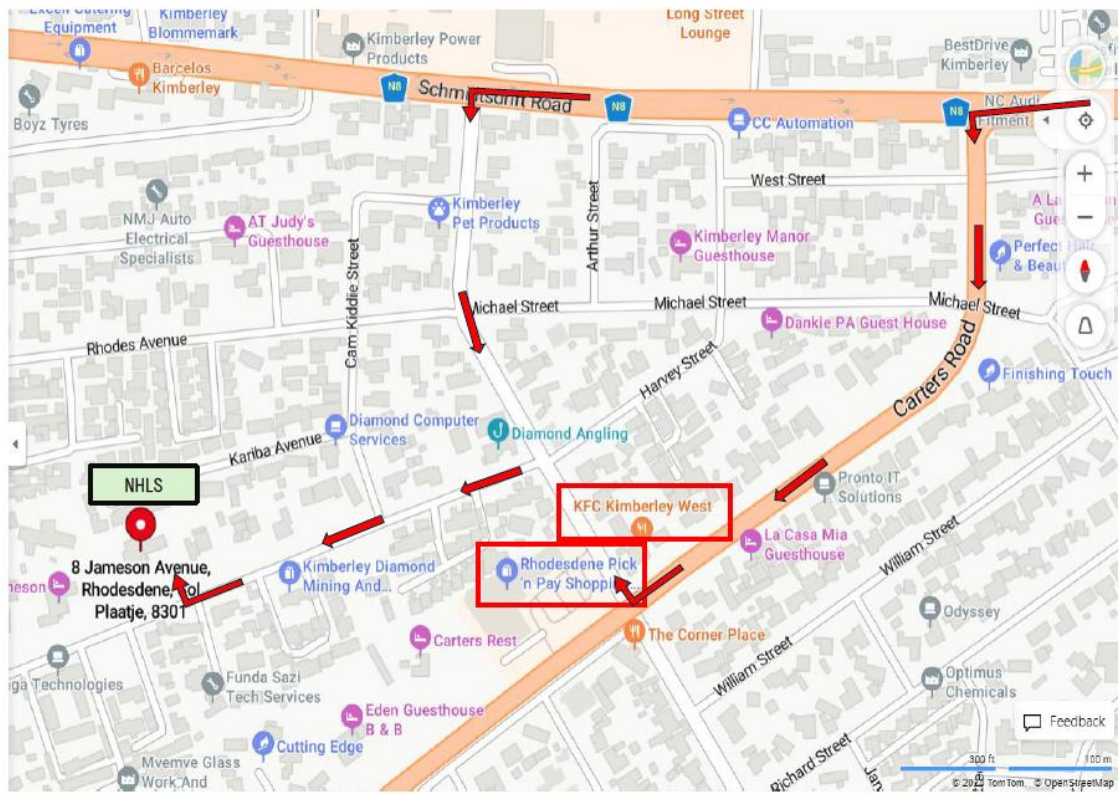 Excell Catering
Equipment
Kimberley
Blommemark
Kimberley Power
Products
Long Street
Lounge
BestDrive
Kimberley
Barcelos
Kimberley
N8
Schmidtsdrift Road
N8
N8
NC Audi
Fitment
Boyz Tyres
CC Automation
West Street
NMJ Auto
Electrical
Specialists
AT Judy's
Guesthouse
Kimberley
Pet Products
Arthur Street
Kimberley Manor
Guesthouse
Perfect Hair
& Beau
Cam Kiddie Street
Michael Street
Michael Street
Michael Street
Dankie PA Guest House
Rhodes Avenue
Harvey Street
Carters Road
Finishing Touch
Diamond Computer
Services
Diamond Angling
Kariba Avenue
NHLS
Pronto IT
Solutions
KFC Kimberley West
La Casa Mia
Guesthouse
William Street
8 Jameson Avenue,
Rhodesdene, Sol
Plaatje, 8301
meson
Kimberley Diamond
Mining And...
Rhodesdene Pick
'n Pay Shoppi...
Odyssey
Carters Rest
The Corner Place
William Street
nga Technologies
Funda Sazi
Tech Services
Optimus
Chemicals
Eden Guesthouse
B & B
Feedback
Cutting Edge
Richard Street
Mvemve Glass
Work And
300 ft
100 m
TomTom, © OpenStreetMap